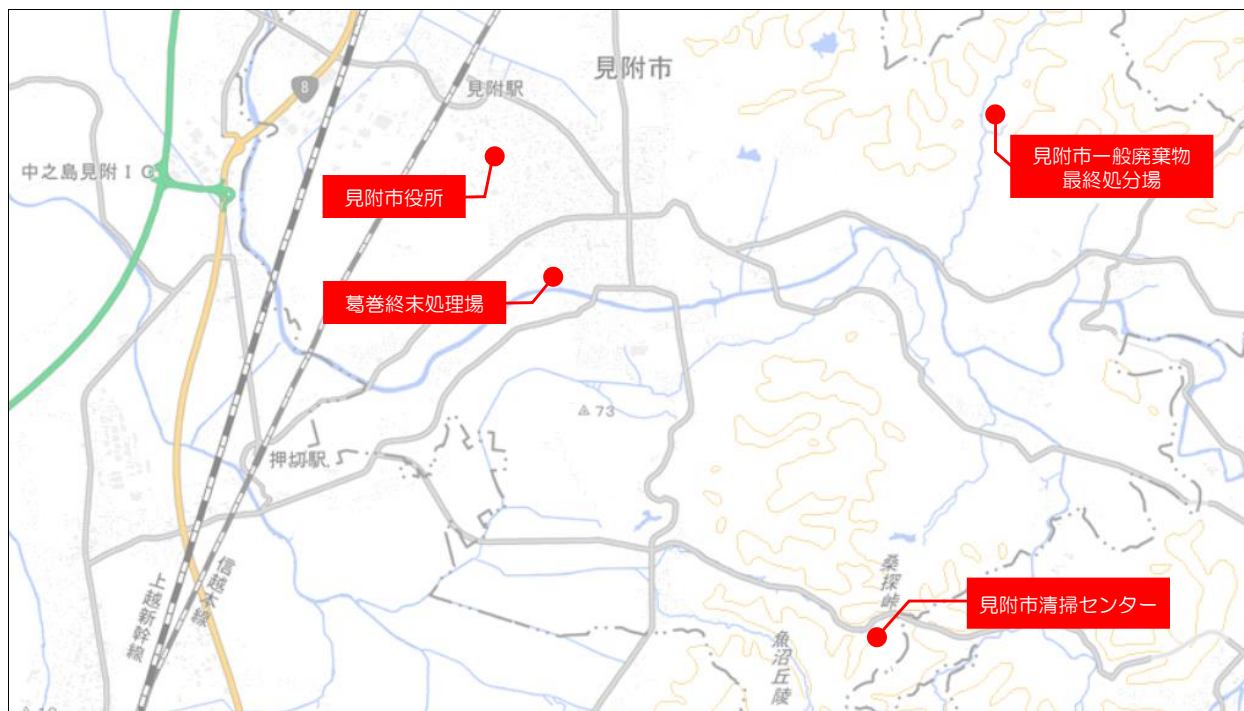 8
見附市
見附駅
中之島見附IC
見附市一般廃棄物
最終処分場
見附市役所
葛巻終末処理場
73
押切駅
桑探峠
見附市清掃センター
信越本線
上越新幹線
魚沼丘陵